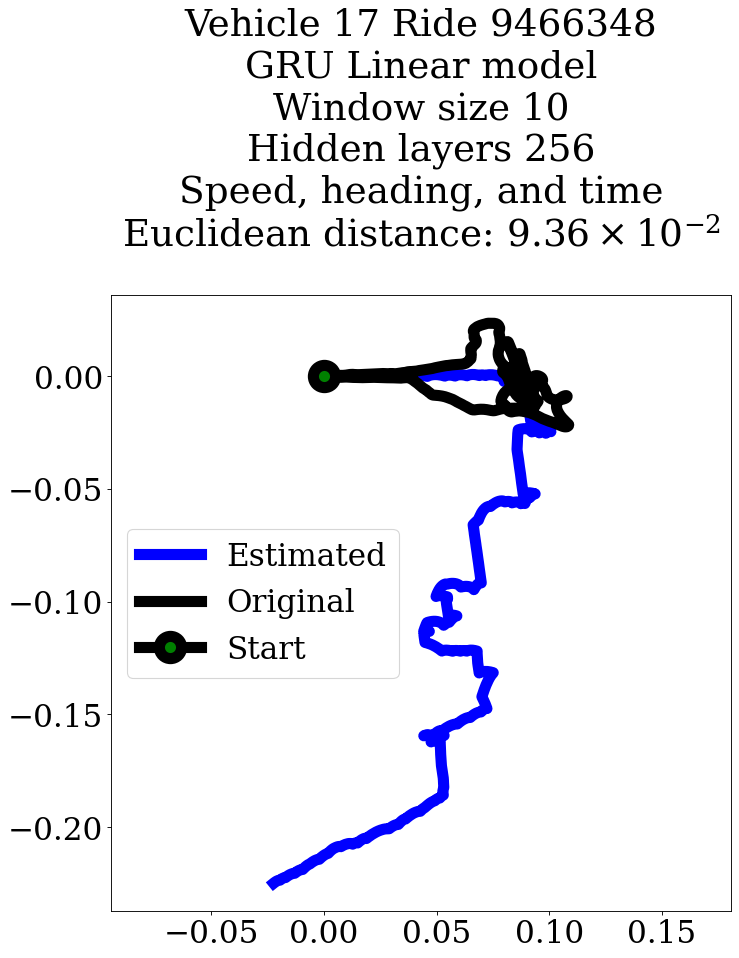 Vehicle 17 Ride 9466348
GRU Linear model
Window size 10
Hidden layers 256
Speed, heading, and time
Euclidean distance: 9.36 × 10⁻²
0.00
−0.05
−0.10
−0.15
−0.20
Estimated
Original
Start
−0.05 0.00 0.05 0.10 0.15